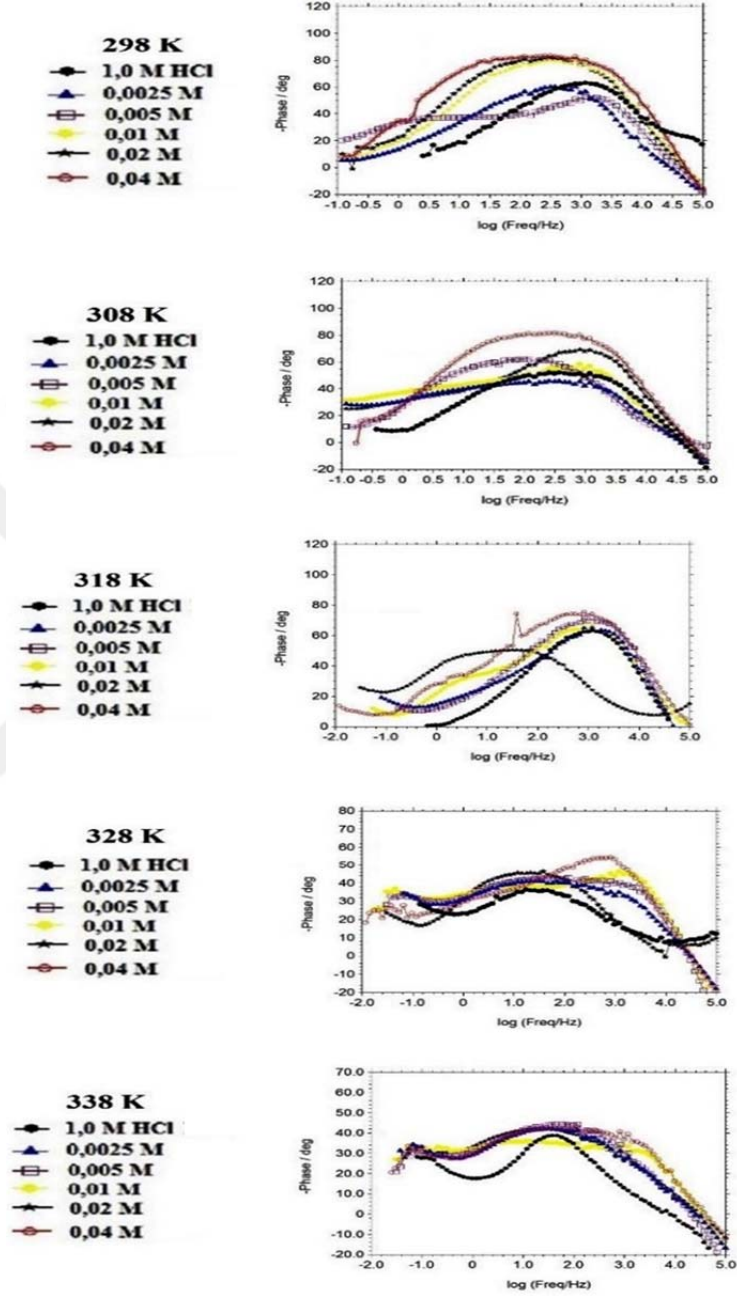 298 K
1,0 M HCl
0,0025 M
0,005 M
0,01 M
0,02 M
0,04 M
120
100
80
60
40
20
0
-20
-Phase / deg
-1.0 -0.5 0 0.5 1.0 1.5 2.0 2.5 3.0 3.5 4.0 4.5 5.0
log (Freq/Hz)
308 K
1,0 M HCl
0,0025 M
0,005 M
0,01 M
0,02 M
0,04 M
120
100
80
60
40
20
0
-20
-Phase / deg
-1.0 -0.5 0 0.5 1.0 1.5 2.0 2.5 3.0 3.5 4.0 4.5 5.0
log (Freq/Hz)
318 K
1,0 M HCl
0,0025 M
0,005 M
0,01 M
0,02 M
0,04 M
120
100
80
60
40
20
0
-Phase / deg
-2.0 -1.0 0 1.0 2.0 3.0 4.0 5.0
log (Freq/Hz)
328 K
1,0 M HCl
0,0025 M
0,005 M
0,01 M
0,02 M
0,04 M
80
70
60
50
40
30
20
10
0
-10
-20
-Phase / deg
-2.0 -1.0 0 1.0 2.0 3.0 4.0 5.0
log (Freq/Hz)
338 K
1,0 M HCl
0,0025 M
0,005 M
0,01 M
0,02 M
0,04 M
70.0
60.0
50.0
40.0
30.0
20.0
10.0
0
-10.0
-20.0
-Phase / deg
-2.0 -1.0 0 1.0 2.0 3.0 4.0 5.0
log (Freq/Hz)